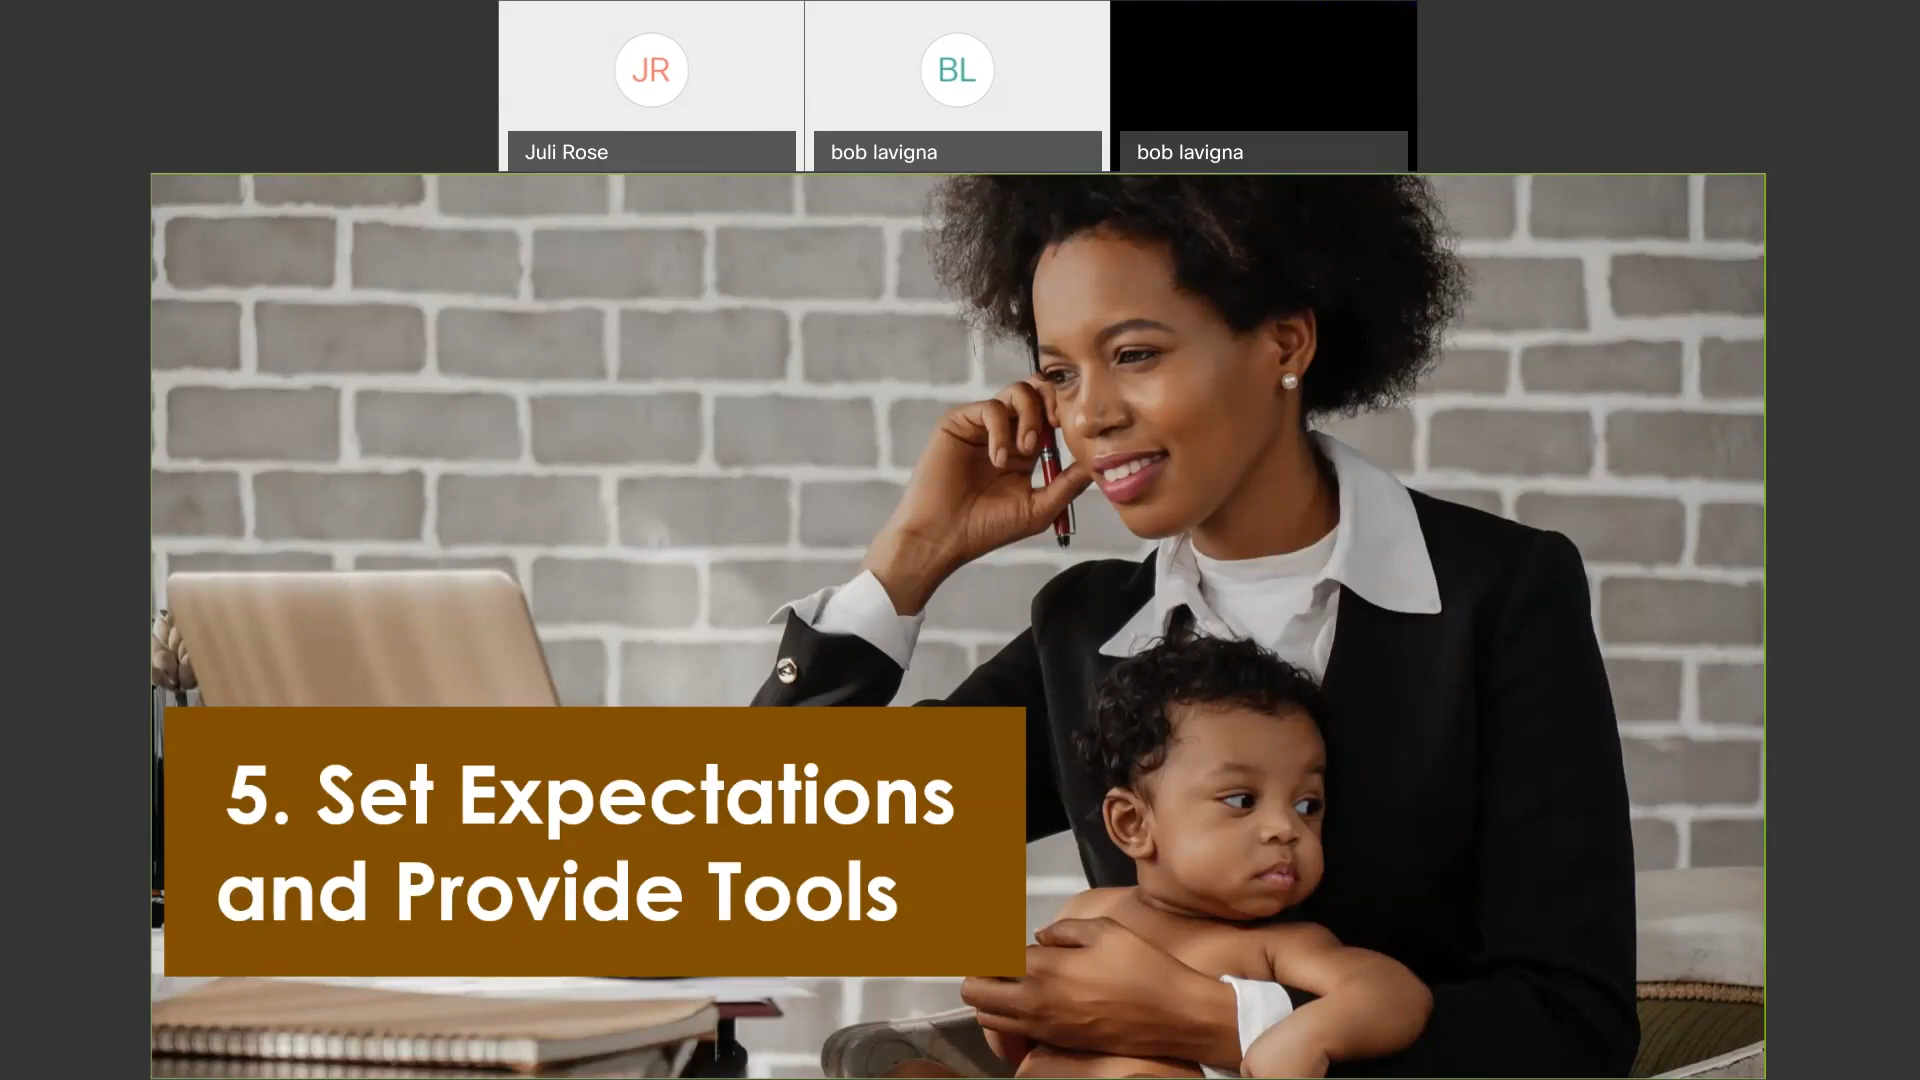 JR
BL
Juli Rose
bob lavigna
bob lavigna
5. Set Expectations
and Provide Tools